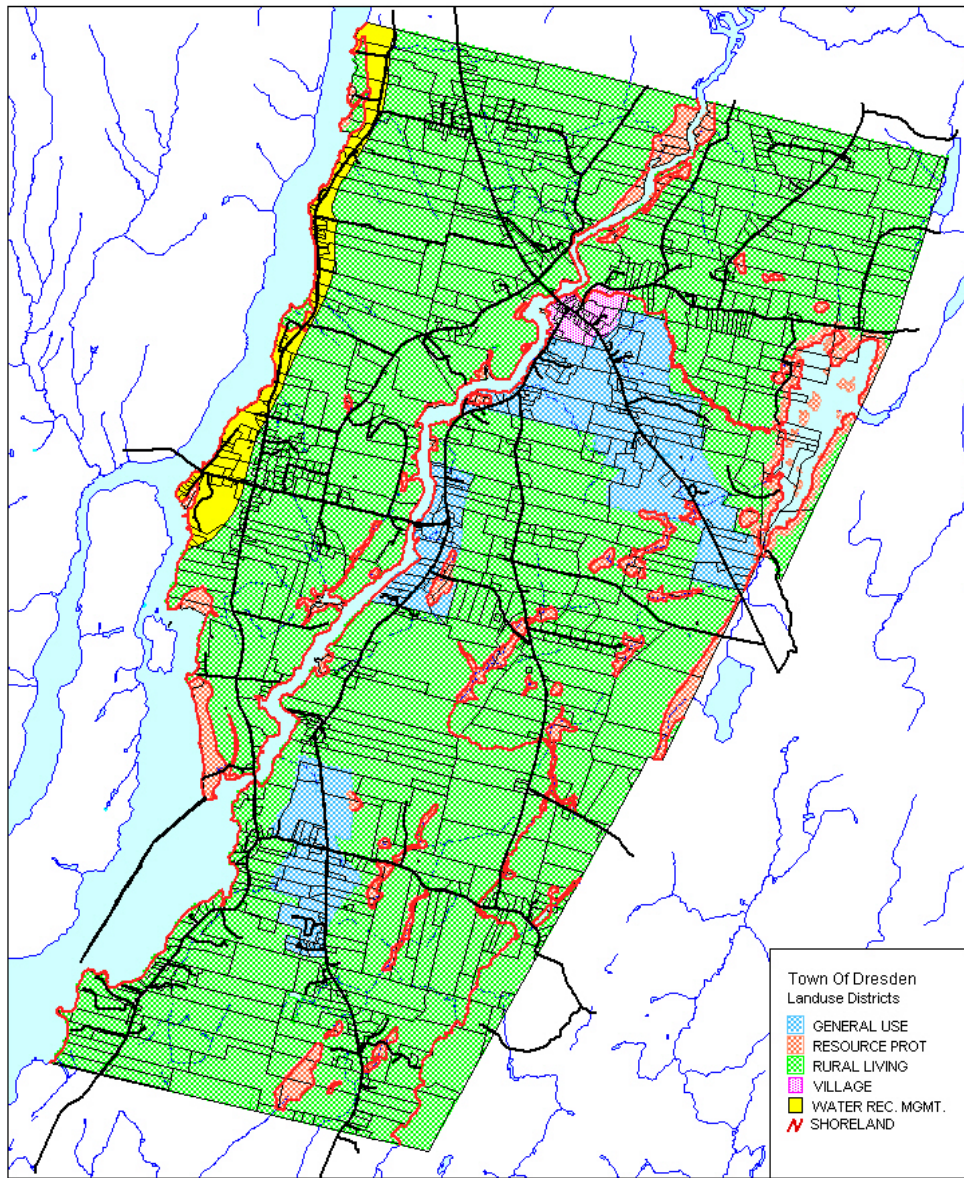 Town Of Dresden
Landuse Districts
GENERAL USE
RESOURCE PROT
RURAL LIVING
VILLAGE
WATER REC. MGMT.
SHORELAND